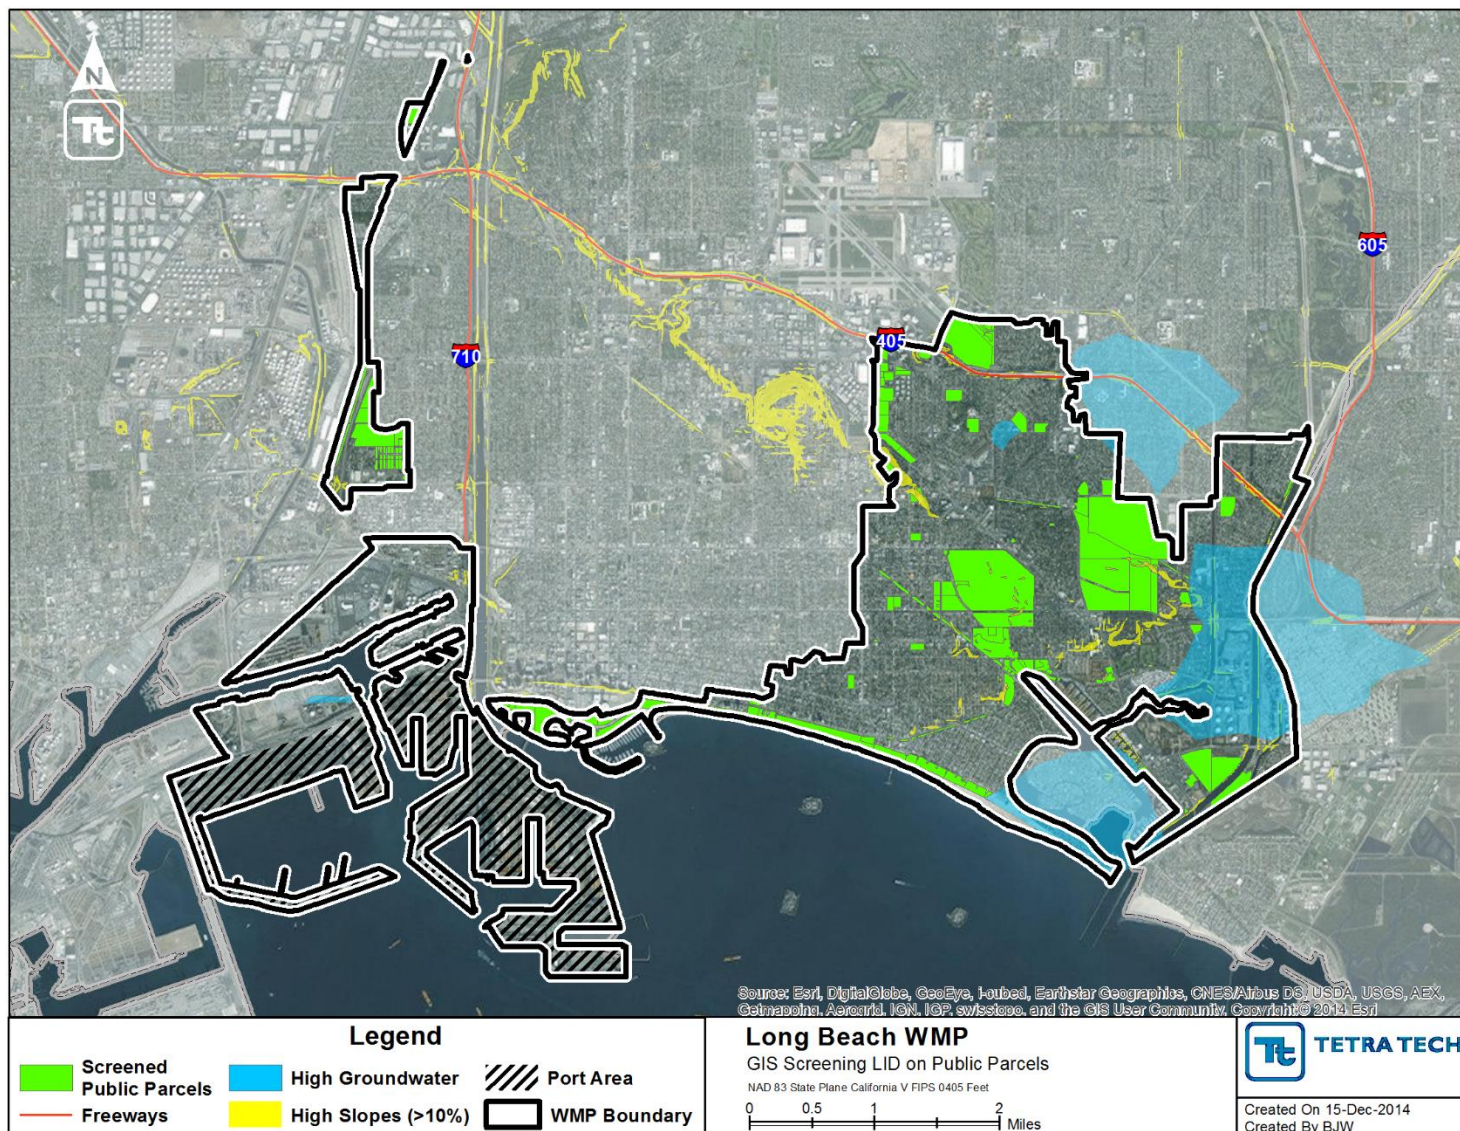 N
Tt
405
605
710
Source: Esri, DigitalGlobe, GeoEye, i-cubed, Earthstar Geographics, CNES/Airbus DS, USDA, USGS, AEX,
Getmapping, Aerogrid, IGN, IGP, swisstopo, and the GIS User Community, Copyright:© 2014 Esri
Legend
Screened
Public Parcels
High Groundwater
Port Area
Freeways
High Slopes (>10%)
WMP Boundary
Long Beach WMP
GIS Screening LID on Public Parcels
NAD 83 State Plane California V FIPS 0405 Feet
0 0.5 1 2
Miles
Tt TETRA TECH
Created On 15-Dec-2014
Created By BJW